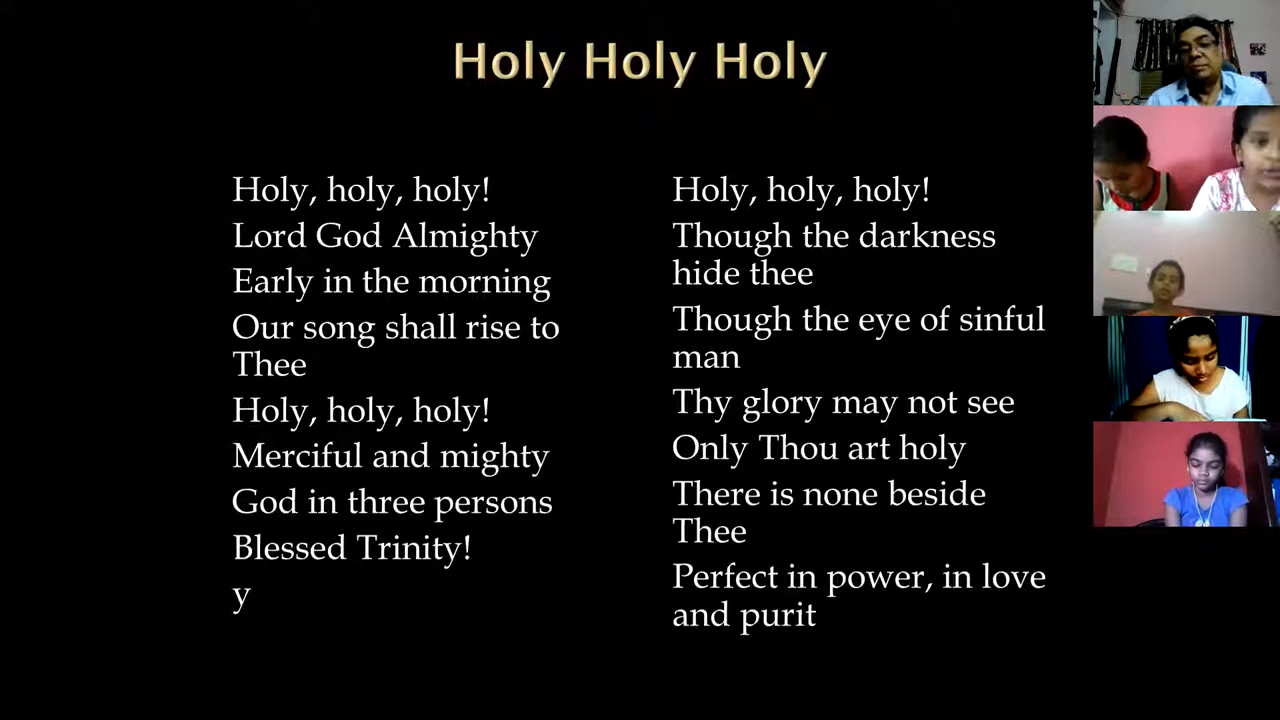 Holy Holy Holy
Holy, holy, holy!
Lord God Almighty
Early in the morning
Our song shall rise to
Thee
Holy, holy, holy!
Merciful and mighty
God in three persons
Blessed Trinity!
y
Holy, holy, holy!
Though the darkness
hide thee
Though the eye of sinful
man
Thy glory may not see
Only Thou art holy
There is none beside
Thee
Perfect in power, in love
and purit